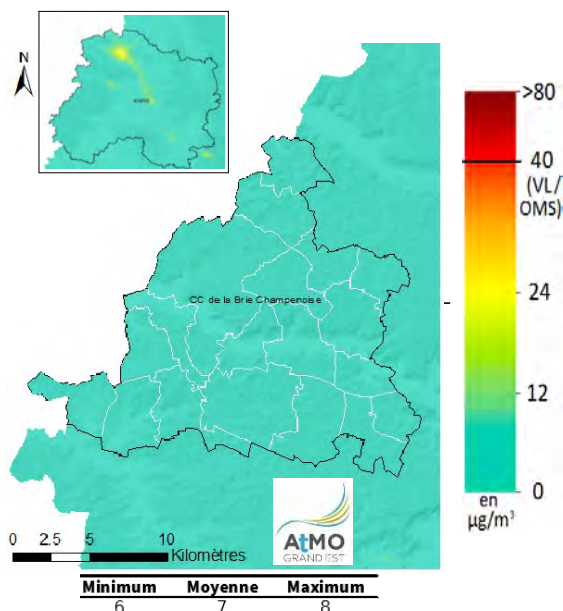 N
>80
40
(VL/
OMS)
24
12
0
en
µg/m³
CC de la Brie Champenoise
AtMO
GRAND EST
0 2.5 5 10
Kilomètres
Minimum Moyenne Maximum
6 7 8